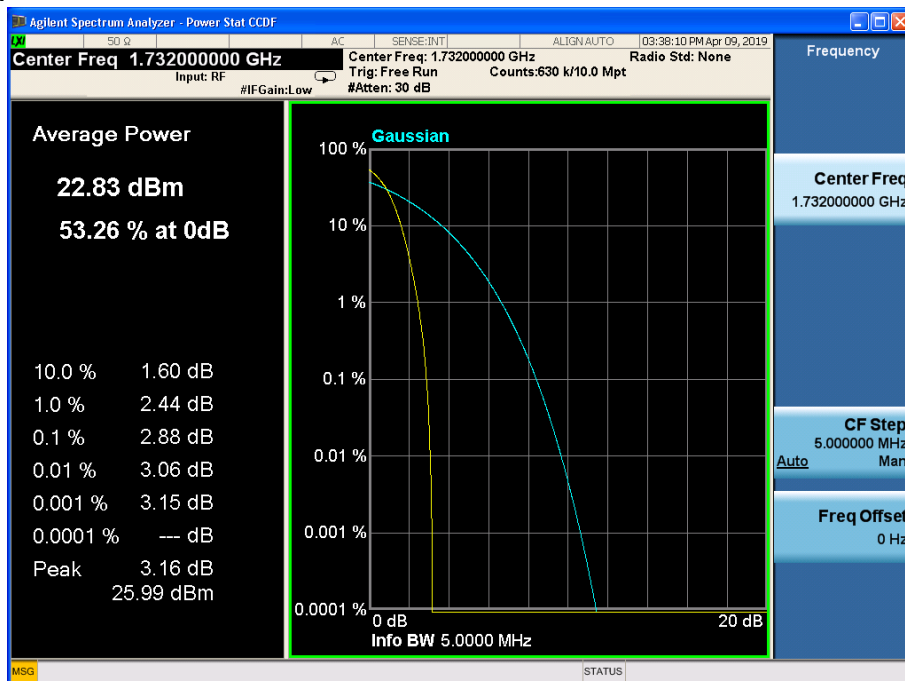 Agilent Spectrum Analyzer - Power Stat CCDF
LXI 50 Ω AC SENSE:INT ALIGN AUTO 03:38:10 PM Apr 09, 2019
Center Freq 1.732000000 GHz
Input: RF
#IFGain:Low
Center Freq: 1.732000000 GHz Radio Std: None
Trig: Free Run Counts:630 k/10.0 Mpt
#Atten: 30 dB
Average Power
22.83 dBm
53.26 % at 0dB
10.0 % 1.60 dB
1.0 % 2.44 dB
0.1 % 2.88 dB
0.01 % 3.06 dB
0.001 % 3.15 dB
0.0001 % --- dB
Peak 3.16 dB
25.99 dBm
Gaussian
100 %
10 %
1 %
0.1 %
0.01 %
0.001 %
0.0001 %
0 dB 20 dB
Info BW 5.0000 MHz
Frequency
Center Freq
1.732000000 GHz
CF Step
5.000000 MHz
Auto Man
Freq Offset
0 Hz
MSG STATUS